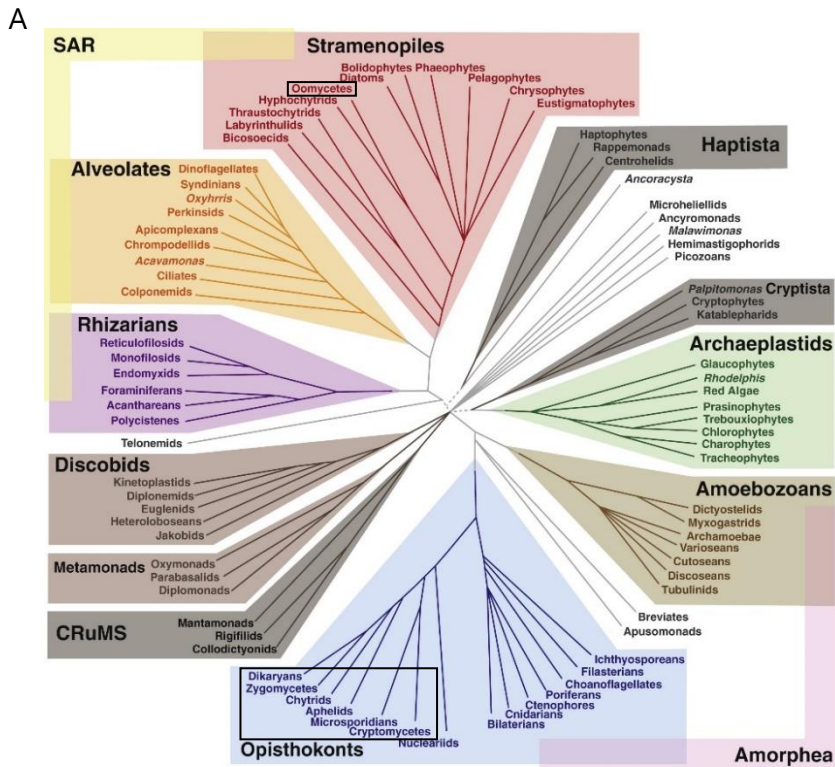 A
SAR
Stramenopiles
Bolidophytes Phaeophytes
Diatoms
Pelagophytes
Oomycetes
Hyphochytrids
Chrysophytes
Thraustochytrids
Eustigmatophytes
Labyrinthulids
Bicosoecids
Haptophytes
Rappemonads
Haptista
Centrohelids
Ancoracysta
Alveolates
Dinoflagellates
Syndinians
Oxyhrris
Perkinsids
Apicomplexans
Chrompodellids
Acavamonas
Ciliates
Colponemids
Microheliellids
Ancyromonads
Malawimonas
Hemimastigophorids
Picozoans
Palpitomonas Cryptista
Cryptophytes
Katablepharids
Rhizarians
Reticulofilosids
Monofilosids
Endomyxids
Foraminiferans
Acanthareans
Polycistenes
Archaeplastids
Glaucophytes
Rhodelphis
Red Algae
Prasinophytes
Trebouxiophytes
Chlorophytes
Charophytes
Tracheophytes
Telonemids
Discobids
Kinetoplastids
Diplonemids
Euglenids
Heteroloboseans
Jakobids
Amoebozoans
Dictyostelids
Myxogastrids
Archamoebae
Varioseans
Cutoseans
Discoseans
Tubulinids
Metamonads
Oxymonads
Parabasalids
Diplomonads
CRuMS
Mantamonads
Rigifilids
Collodictyonids
Breviates
Apusomonads
Dikaryans
Zygomycetes
Chytrids
Aphelids
Microsporidians
Cryptomycetes
Nucleariids
Ichthyosporeans
Filasterians
Choanoflagellates
Poriferans
Ctenophores
Cnidarians
Bilaterians
Opisthokonts
Amorphea